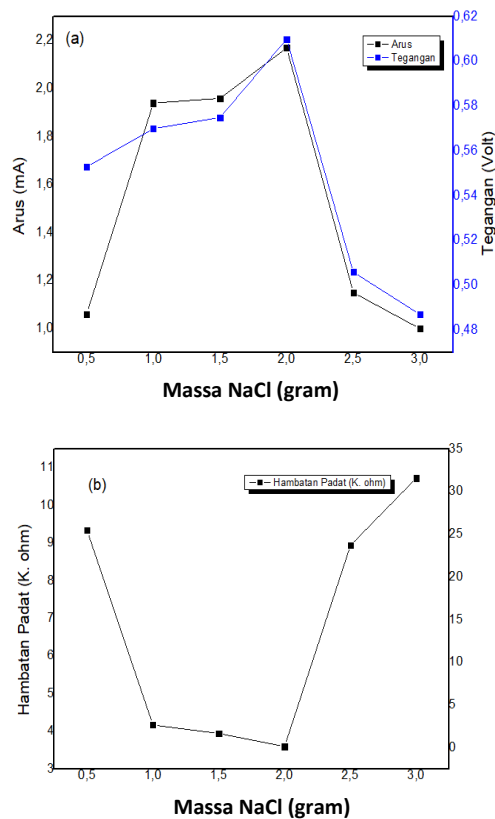 (a)
Arus
Tegangan
2,2
2,0
1,8
1,6
1,4
1,2
1,0
Arus (mA)
0,62
0,60
0,58
0,56
0,54
0,52
0,50
0,48
Tegangan (Volt)
0,5 1,0 1,5 2,0 2,5 3,0
Massa NaCl (gram)
(b)
Hambatan Padat (K. ohm)
11
10
9
8
7
6
5
4
3
Hambatan Padat (K. ohm)
35
30
25
20
15
10
5
0
0,5 1,0 1,5 2,0 2,5 3,0
Massa NaCl (gram)